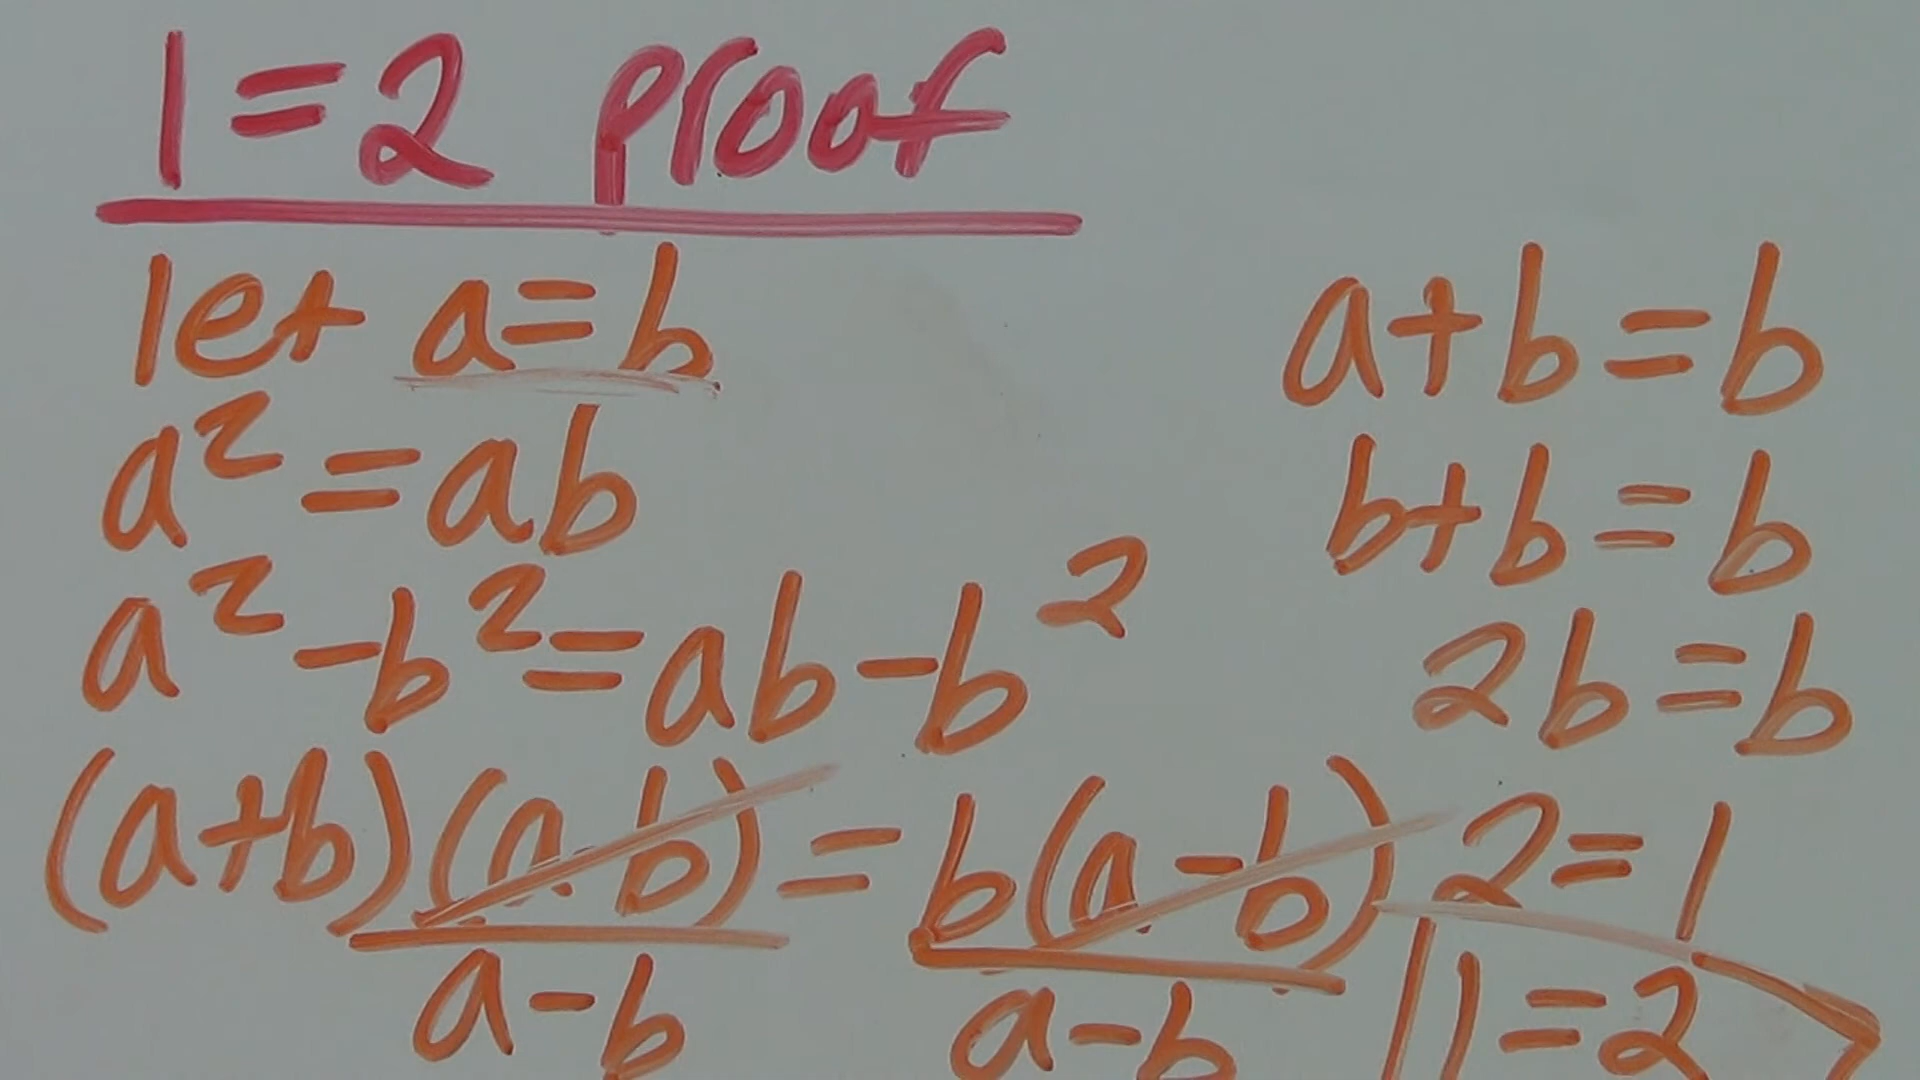 1=2 proof
let a=b
a²=ab
a²-b²=ab-b²
(a+b)(a-b)=b(a-b)
a-b a-b
a+b=b
b+b=b
2b=b
2=1
1=2